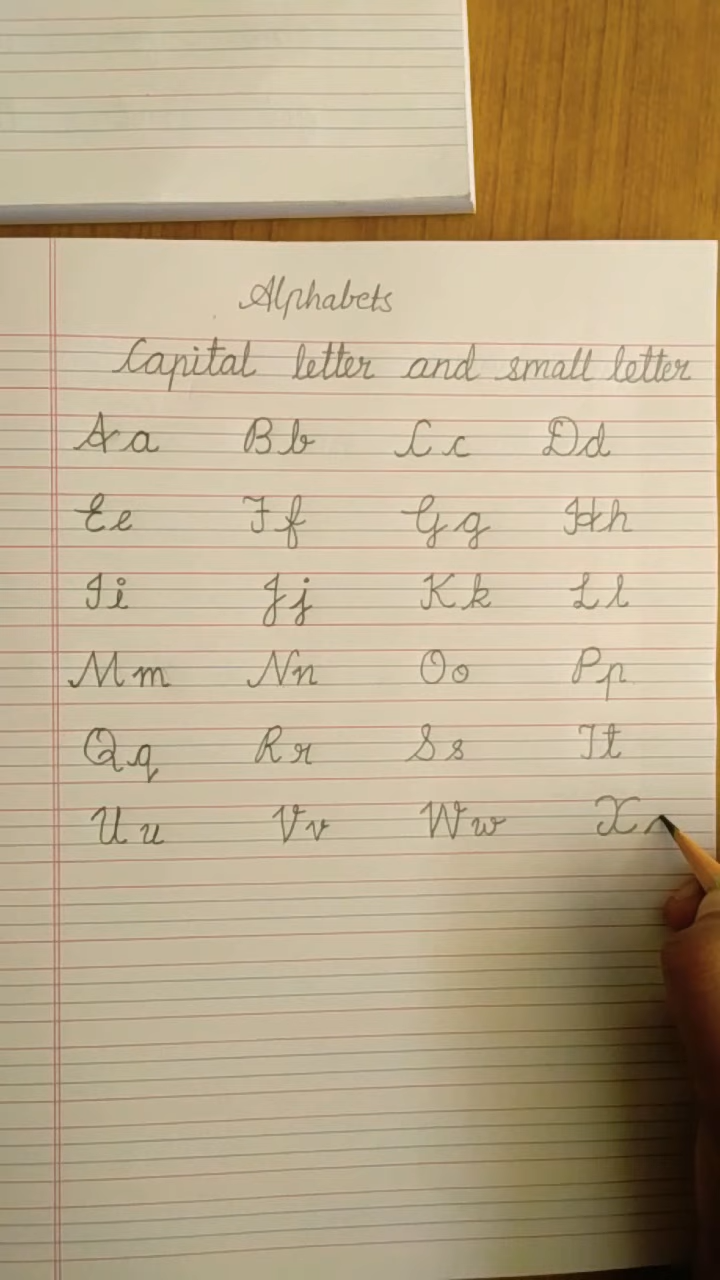 Alphabets
Capital letter and small letter
Aa Bb Cc Dd
Ee Ff Gg Hh
Ii Jj Kk Ll
Mm Nn Oo Pp
Qq Rr Ss Tt
Uu Vv Ww X